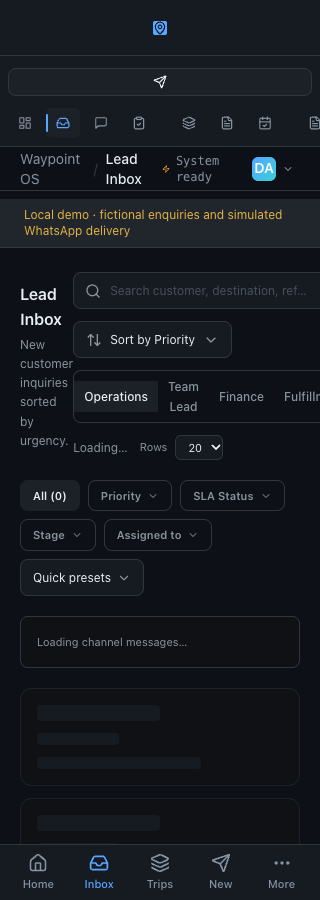 Waypoint OS
/
Lead Inbox
System ready
DA
Local demo · fictional enquiries and simulated
WhatsApp delivery
Lead Inbox
New customer inquiries sorted by urgency.
Search customer, destination, ref...
Sort by Priority
Operations
Team Lead
Finance
Loading...
Rows
20
All (0)
Priority
SLA Status
Stage
Assigned to
Quick presets
Loading channel messages...
Home
Inbox
Trips
New
More